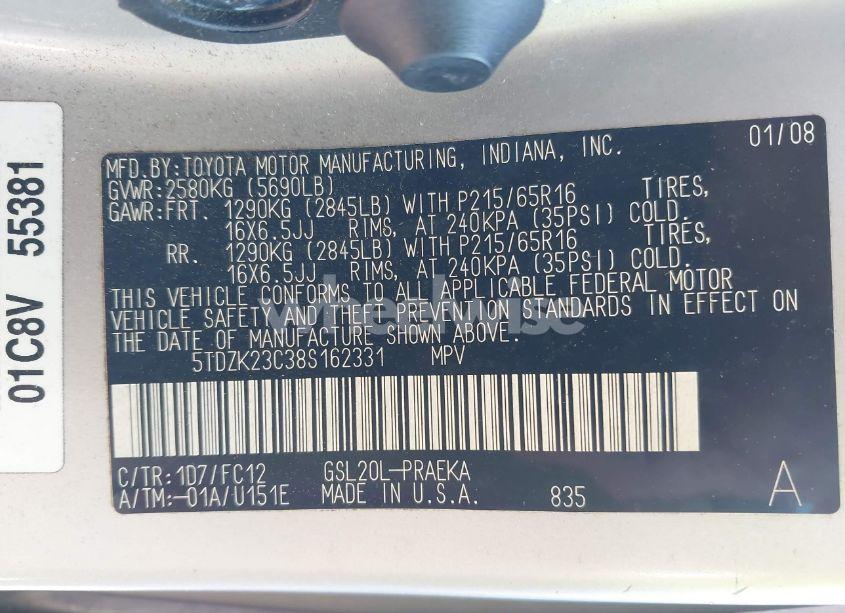 01C8V 55381
01/08
MFD. BY: TOYOTA MOTOR MANUFACTURING, INDIANA, INC.
GVWR: 2580KG (5690LB)
GAWR: FRT. 1290KG (2845LB) WITH P215/65R16 TIRES,
16X6.5JJ RIMS, AT 240KPA (35PSI) COLD.
RR. 1290KG (2845LB) WITH P215/65R16 TIRES,
16X6.5JJ RIMS, AT 240KPA (35PSI) COLD.
THIS VEHICLE CONFORMS TO ALL APPLICABLE FEDERAL MOTOR
VEHICLE SAFETY AND THEFT PREVENTION STANDARDS IN EFFECT ON
THE DATE OF MANUFACTURE SHOWN ABOVE.
5TDZK23C38S162331 MPV
C/TR: 1D7/FC12 GSL20L-PRAEKA
A/TM:-01A/U151E MADE IN U.S.A. 835 A
wheelwise